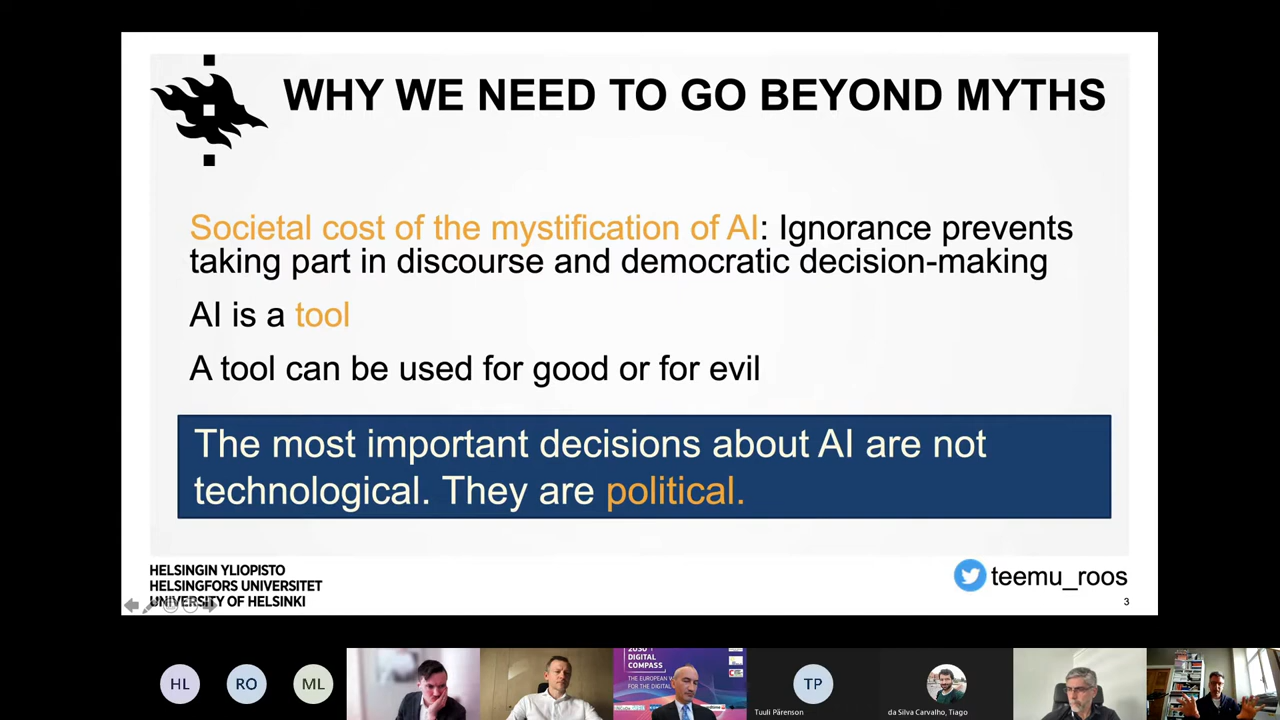 WHY WE NEED TO GO BEYOND MYTHS
Societal cost of the mystification of AI: Ignorance prevents
taking part in discourse and democratic decision-making
AI is a tool
A tool can be used for good or for evil
The most important decisions about AI are not
technological. They are political.
HELSINGIN YLIOPISTO
HELSINGFORS UNIVERSITET
UNIVERSITY OF HELSINKI
teemu_roos
3
HL
RO
ML
DIGITAL
COMPASS
THE EUROPEAN
FOR THE DIGITAL
TP
Tuuli Pärenson
da Silva Carvalho, Tiago